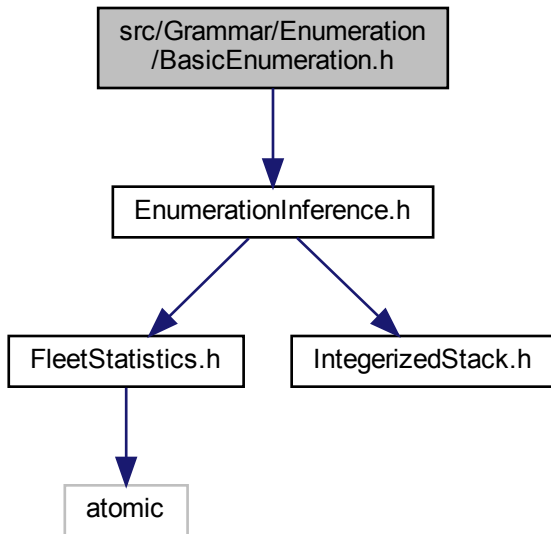 src/Grammar/Enumeration
/BasicEnumeration.h
EnumerationInference.h
FleetStatistics.h
IntegerizedStack.h
atomic